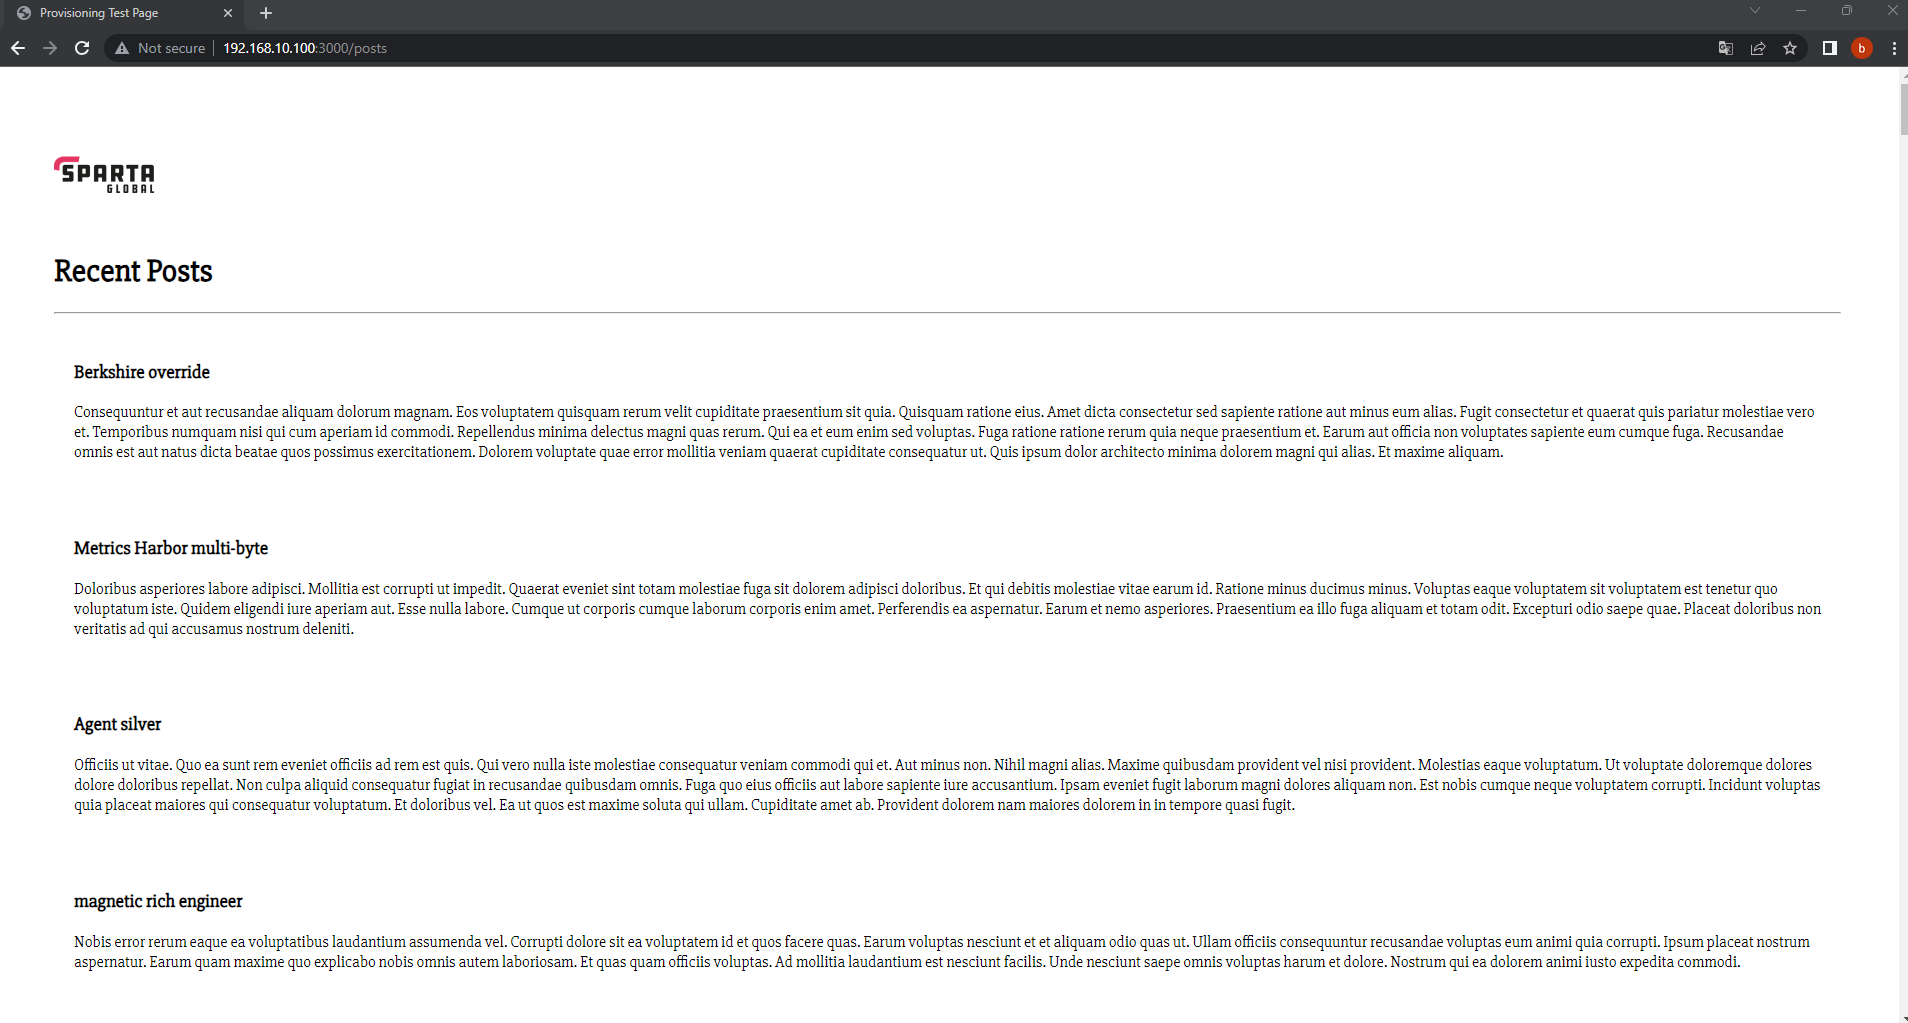 Provisioning Test Page
Not secure
192.168.10.100:3000/posts
b
SPARTA
GLOBAL
Recent Posts
Berkshire override
Consequuntur et aut recusandae aliquam dolorum magnam. Eos voluptatem quisquam rerum velit cupiditate praesentium sit quia. Quisquam ratione eius. Amet dicta consectetur sed sapiente ratione aut minus eum alias. Fugit consectetur et quaerat quis pariatur molestiae vero
et. Temporibus numquam nisi qui cum aperiam id commodi. Repellendus minima delectus magni quas rerum. Qui ea et eum enim sed voluptas. Fuga ratione ratione rerum quia neque praesentium et. Earum aut officia non voluptates sapiente eum cumque fuga. Recusandae
omnis est aut natus dicta beatae quos possimus exercitationem. Dolorem voluptate quae error mollitia veniam quaerat cupiditate consequatur ut. Quis ipsum dolor architecto minima dolorem magni qui alias. Et maxime aliquam.
Metrics Harbor multi-byte
Doloribus asperiores labore adipisci. Mollitia est corrupti ut impedit. Quaerat eveniet sint totam molestiae fuga sit dolorem adipisci doloribus. Et qui debitis molestiae vitae earum id. Ratione minus ducimus minus. Voluptas eaque voluptatem sit voluptatem est tenetur quo
voluptatum iste. Quidem eligendi iure aperiam aut. Esse nulla labore. Cumque ut corporis cumque laborum corporis enim amet. Perferendis ea aspernatur. Earum et nemo asperiores. Praesentium ea illo fuga aliquam et totam odit. Excepturi odio saepe quae. Placeat doloribus non
veritatis ad qui accusamus nostrum deleniti.
Agent silver
Officiis ut vitae. Quo ea sunt rem eveniet officiis ad rem est quis. Qui vero nulla iste molestiae consequatur veniam commodi qui et. Aut minus non. Nihil magni alias. Maxime quibusdam provident vel nisi provident. Molestias eaque voluptatum. Ut voluptate doloremque dolores
dolore doloribus repellat. Non culpa aliquid consequatur fugiat in recusandae quibusdam omnis. Fuga quo eius officiis aut labore sapiente iure accusantium. Ipsam eveniet fugit laborum magni dolores aliquam non. Est nobis cumque neque voluptatem corrupti. Incidunt voluptas
quia placeat maiores qui consequatur voluptatum. Et doloribus vel. Ea ut quos est maxime soluta qui ullam. Cupiditate amet ab. Provident dolorem nam maiores dolorem in in tempore quasi fugit.
magnetic rich engineer
Nobis error rerum eaque ea voluptatibus laudantium assumenda vel. Corrupti dolore sit ea voluptatem id et quos facere quas. Earum voluptas nesciunt et et aliquam odio quas ut. Ullam officiis consequuntur recusandae voluptas eum animi quia corrupti. Ipsum placeat nostrum
aspernatur. Earum quam maxime quo explicabo nobis omnis autem laboriosam. Et quas quam officiis voluptas. Ad mollitia laudantium est nesciunt facilis. Unde nesciunt saepe omnis voluptas harum et dolore. Nostrum qui ea dolorem animi iusto expedita commodi.